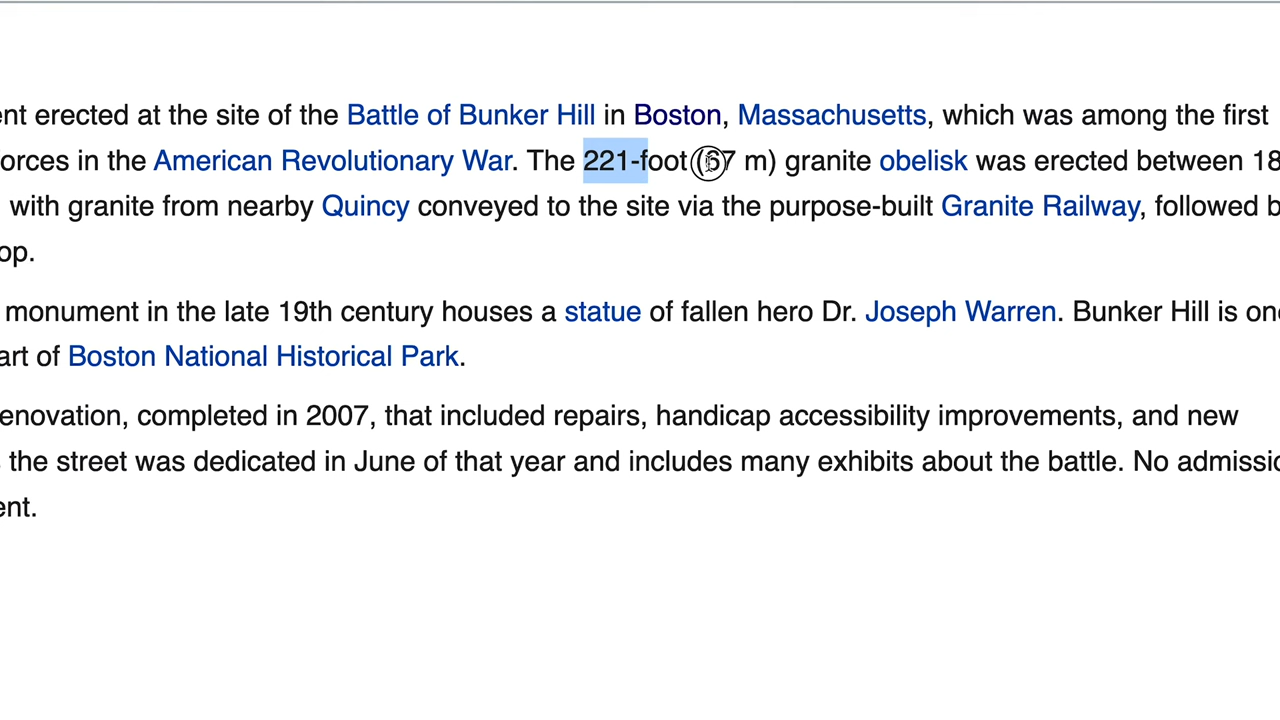 ent erected at the site of the Battle of Bunker Hill in Boston, Massachusetts, which was among the first
orces in the American Revolutionary War. The 221-foot (67 m) granite obelisk was erected between 18
with granite from nearby Quincy conveyed to the site via the purpose-built Granite Railway, followed b
op.
monument in the late 19th century houses a statue of fallen hero Dr. Joseph Warren. Bunker Hill is one
art of Boston National Historical Park.
enovation, completed in 2007, that included repairs, handicap accessibility improvements, and new
the street was dedicated in June of that year and includes many exhibits about the battle. No admissio
ent.